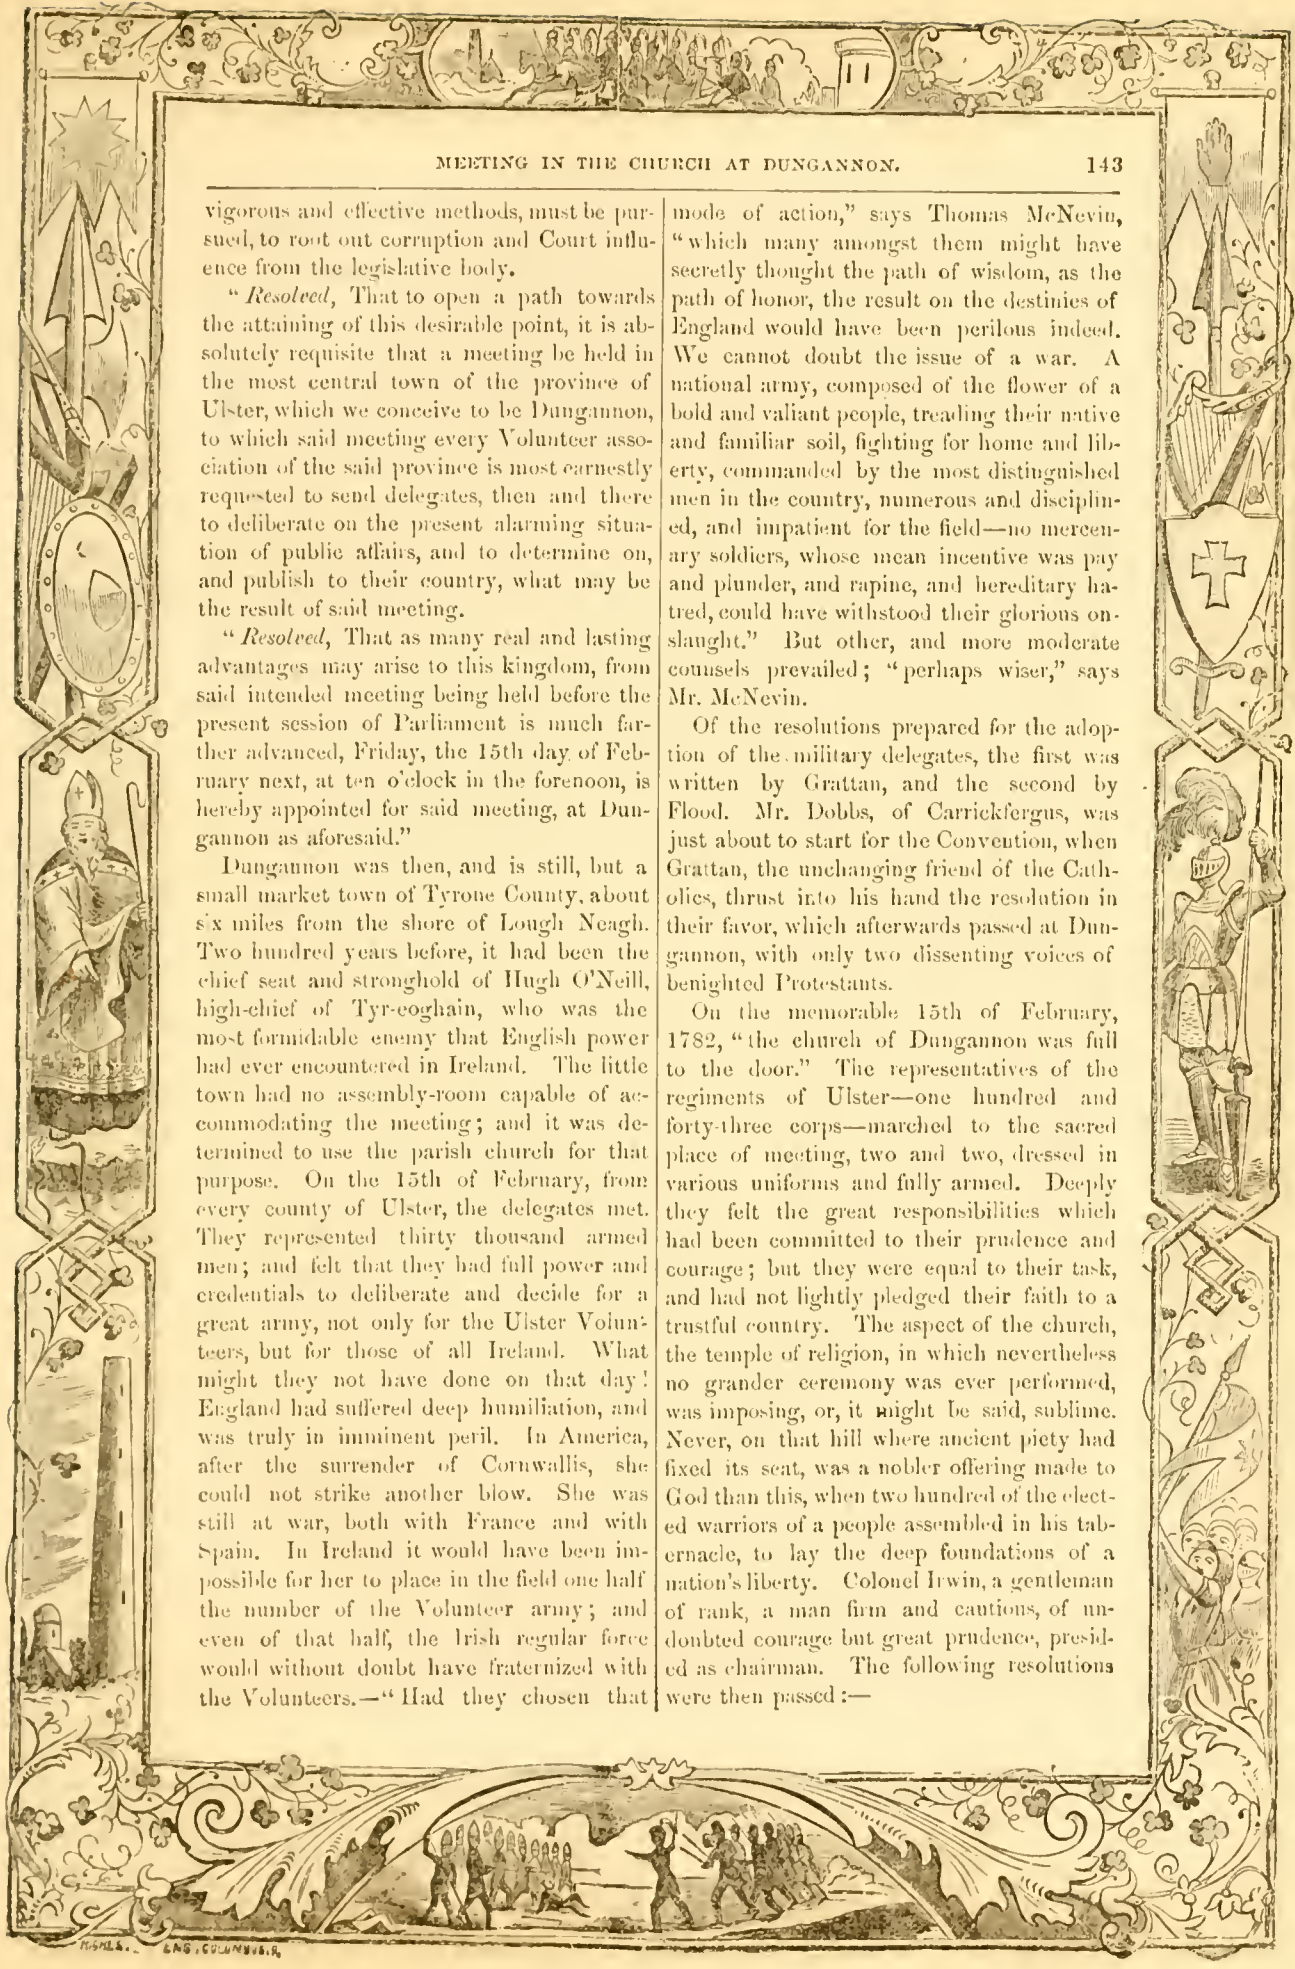 MEETING IN THE CHURCH AT DUNGANNON. 143
vigorous and effective methods, must be pur-
sued, to root out corruption and Court influ-
ence from the legislative body.
“Resolved, That to open a path towards
the attaining of this desirable point, it is ab-
solutely requisite that a meeting be held in
the most central town of the province of
Ulster, which we conceive to be Dungannon,
to which said meeting every Volunteer asso-
ciation of the said province is most earnestly
requested to send delegates, then and there
to deliberate on the present alarming situa-
tion of public affairs, and to determine on,
and publish to their country, what may be
the result of said meeting.
“Resolved, That as many real and lasting
advantages may arise to this kingdom, from
said intended meeting being held before the
present session of Parliament is much far-
ther advanced, Friday, the 15th day of Feb-
ruary next, at ten o’clock in the forenoon, is
hereby appointed for said meeting, at Dun-
gannon as aforesaid.”
Dungannon was then, and is still, but a
small market town of Tyrone County, about
six miles from the shore of Lough Neagh.
Two hundred years before, it had been the
chief seat and stronghold of Hugh O’Neill,
high-chief of Tyr-eoghain, who was the
most formidable enemy that English power
had ever encountered in Ireland. The little
town had no assembly-room capable of ac-
commodating the meeting; and it was de-
termined to use the parish church for that
purpose. On the 15th of February, from
every county of Ulster, the delegates met.
They represented thirty thousand armed
men; and felt that they had full power and
credentials to deliberate and decide for a
great army, not only for the Ulster Volun-
teers, but for those of all Ireland. What
might they not have done on that day!
England had suffered deep humiliation, and
was truly in imminent peril. In America,
after the surrender of Cornwallis, she
could not strike another blow. She was
still at war, both with France and with
Spain. In Ireland it would have been im-
possible for her to place in the field one half
the number of the Volunteer army; and
even of that half, the Irish regular force
would without doubt have fraternized with
the Volunteers.—“Had they chosen that
mode of action,” says Thomas McNevin,
“which many amongst them might have
secretly thought the path of wisdom, as the
path of honor, the result on the destinies of
England would have been perilous indeed.
We cannot doubt the issue of a war. A
national army, composed of the flower of a
bold and valiant people, treading their native
and familiar soil, fighting for home and lib-
erty, commanded by the most distinguished
men in the country, numerous and disciplin-
ed, and impatient for the field—no mercen-
ary soldiers, whose mean incentive was pay
and plunder, and rapine, and hereditary ha-
tred, could have withstood their glorious on-
slaught.” But other, and more moderate
counsels prevailed; “perhaps wiser,” says
Mr. McNevin.
Of the resolutions prepared for the adop-
tion of the military delegates, the first was
written by Grattan, and the second by
Flood. Mr. Dobbs, of Carrickfergus, was
just about to start for the Convention, when
Grattan, the unchanging friend of the Cath-
olics, thrust into his hand the resolution in
their favor, which afterwards passed at Dun-
gannon, with only two dissenting voices of
benighted Protestants.
On the memorable 15th of February,
1782, “the church of Dungannon was full
to the door.” The representatives of the
regiments of Ulster—one hundred and
forty-three corps—marched to the sacred
place of meeting, two and two, dressed in
various uniforms and fully armed. Deeply
they felt the great responsibilities which
had been committed to their prudence and
courage; but they were equal to their task,
and had not lightly pledged their faith to a
trustful country. The aspect of the church,
the temple of religion, in which nevertheless
no grander ceremony was ever performed,
was imposing, or, it might be said, sublime.
Never, on that hill where ancient piety had
fixed its seat, was a nobler offering made to
God than this, when two hundred of the elect-
ed warriors of a people assembled in his tab-
ernacle, to lay the deep foundations of a
nation’s liberty. Colonel Irwin, a gentleman
of rank, a man firm and cautious, of un-
doubted courage but great prudence, presid-
ed as chairman. The following resolutions
were then passed:—